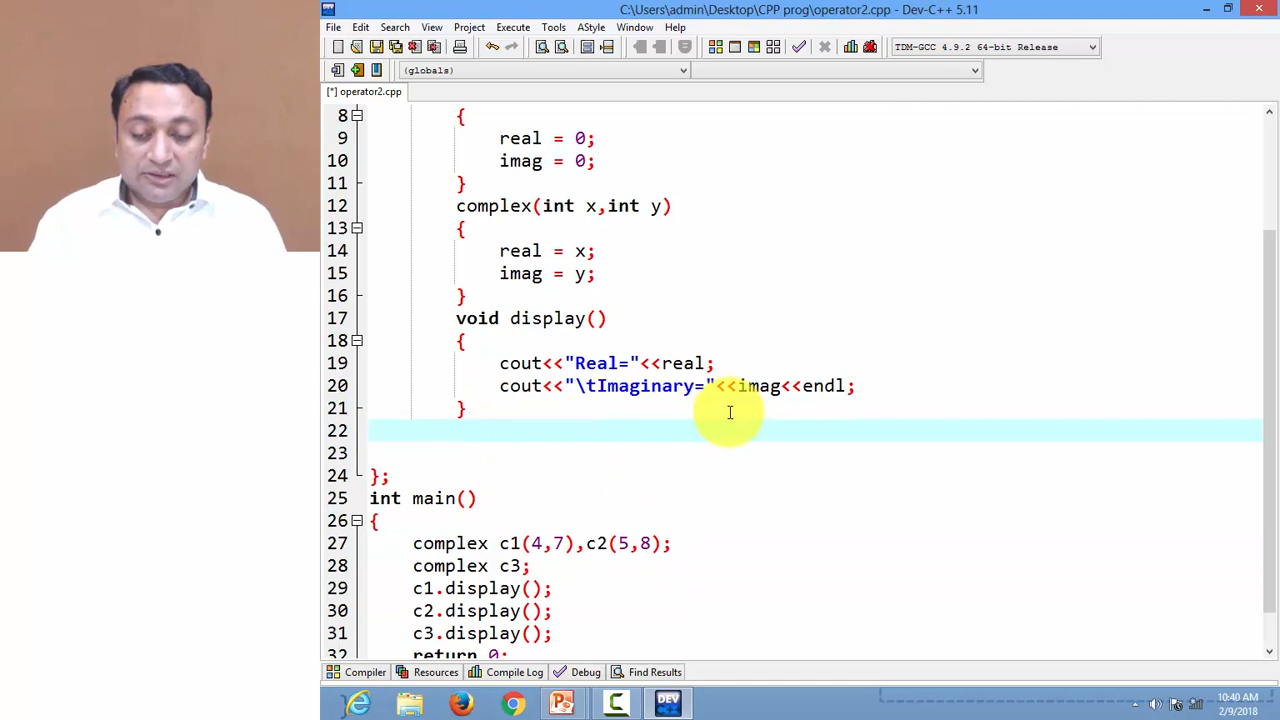 C:\Users\admin\Desktop\CPP prog\operator2.cpp - Dev-C++ 5.11
File Edit Search View Project Execute Tools AStyle Window Help
TDM-GCC 4.9.2 64-bit Release
(globals)
[*] operator2.cpp
8 {
9 real = 0;
10 imag = 0;
11 }
12 complex(int x,int y)
13 {
14 real = x;
15 imag = y;
16 }
17 void display()
18 {
19 cout<<"Real="<<real;
20 cout<<"\tImaginary="<<imag<<endl;
21 }
22
23
24 };
25 int main()
26 {
27 complex c1(4,7),c2(5,8);
28 complex c3;
29 c1.display();
30 c2.display();
31 c3.display();
32 return 0;
Compiler Resources Compile Log Debug Find Results
DEV
10:40 AM
2/9/2018